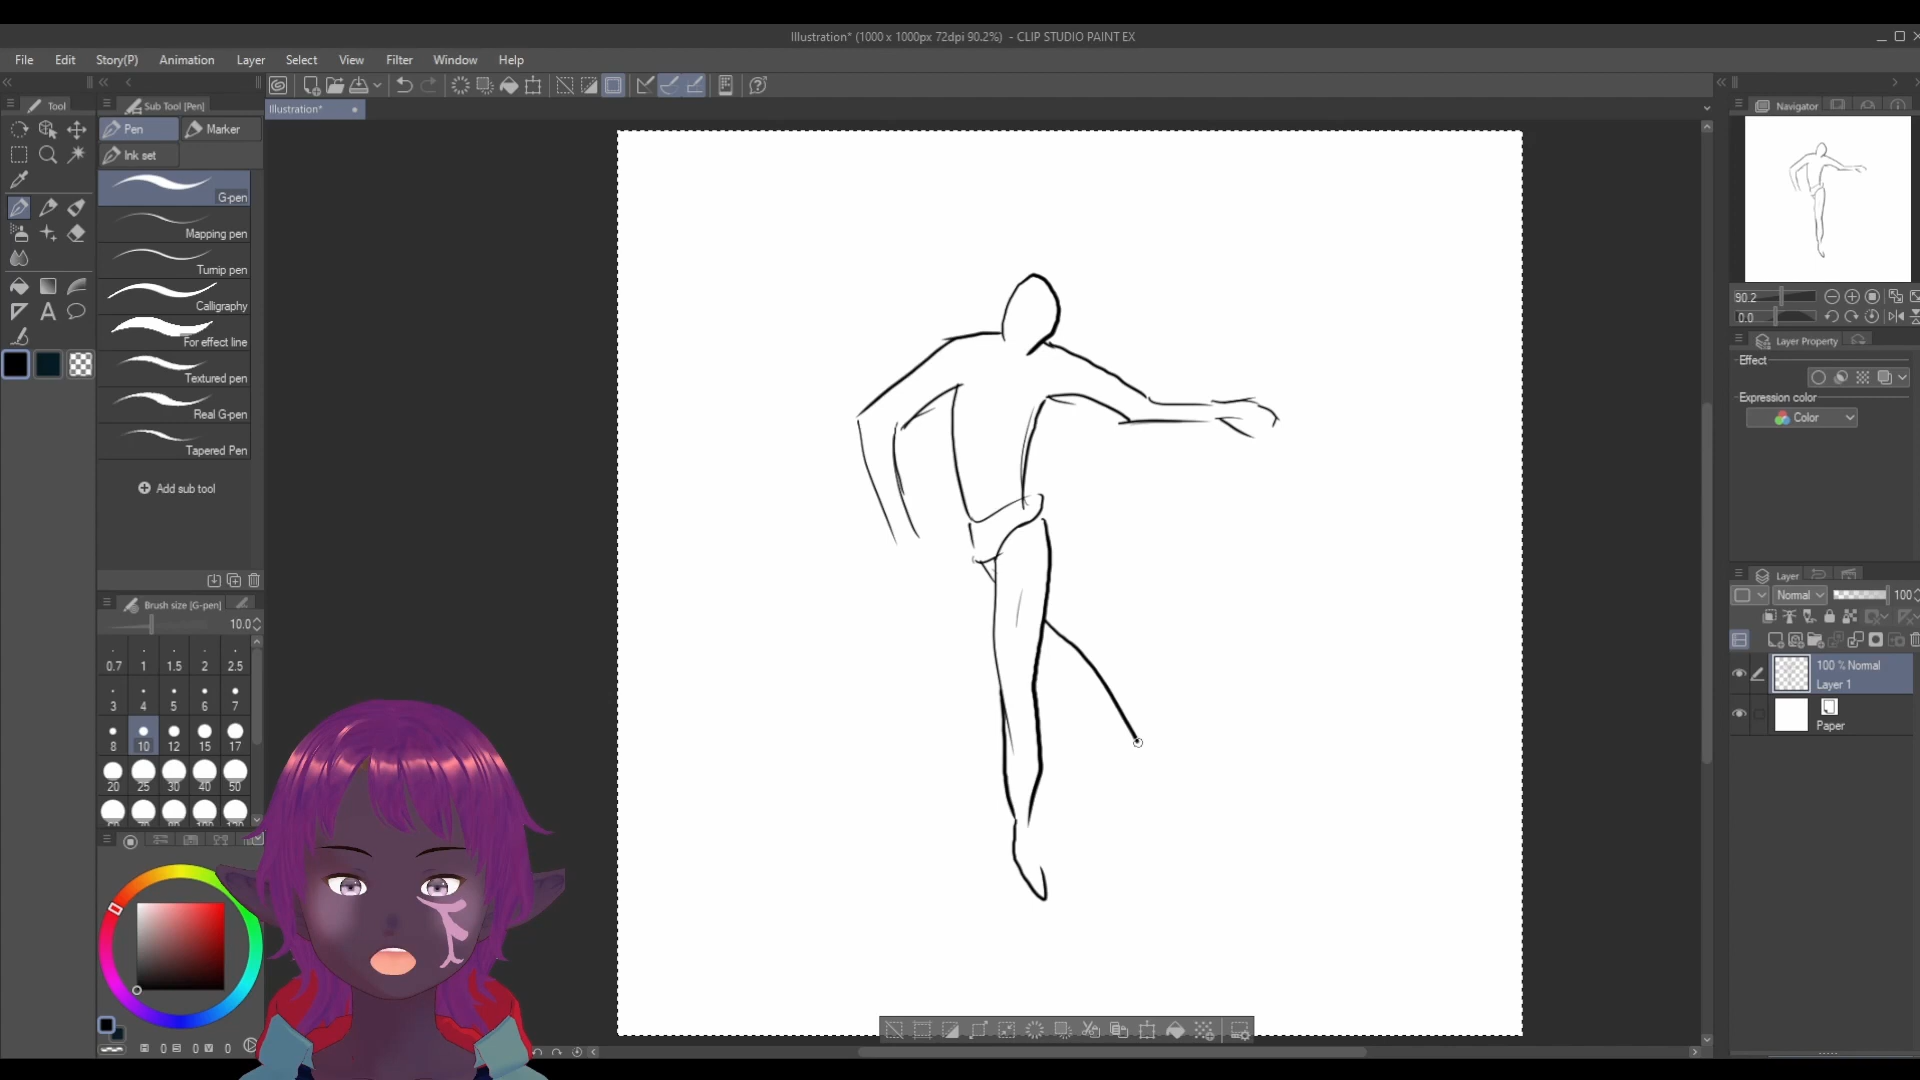 Illustration* (1000 x 1000px 72dpi 90.2%) - CLIP STUDIO PAINT EX
File Edit Story(P) Animation Layer Select View Filter Window Help
Tool
Sub Tool [Pen]
Illustration*
Navigator
Pen
Marker
Ink set
G-pen
Mapping pen
Turnip pen
Calligraphy
For effect line
Textured pen
Real G-pen
Tapered Pen
Add sub tool
Brush size [G-pen]
10.0
0.7 1 1.5 2 2.5
3 4 5 6 7
8 10 12 15 17
20 25 30 40 50
0 0 0
90.2
0.0
Layer Property
Effect
Expression color
Color
Layer
Normal 100
100 % Normal
Layer 1
Paper